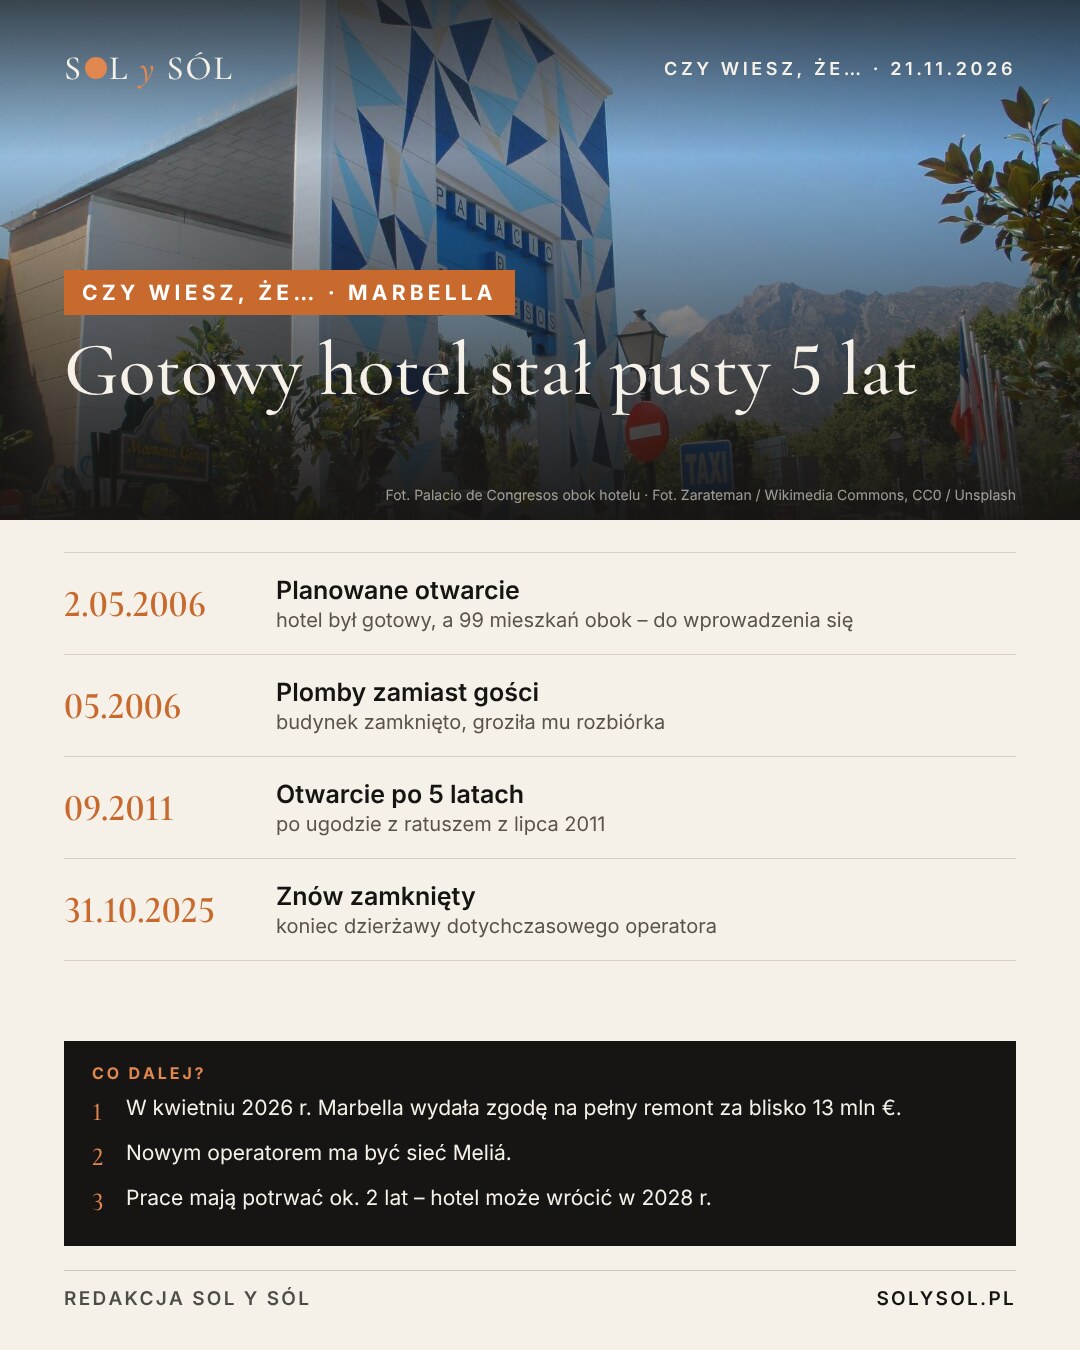 SOL y SÓL
CZY WIESZ, ŻE… · 21.11.2026
PALACIO
CZY WIESZ, ŻE… · MARBELLA
Gotowy hotel stał pusty 5 lat
TAXI
Fot. Palacio de Congresos obok hotelu · Fot. Zarateman / Wikimedia Commons, CC0 / Unsplash
2.05.2006
Planowane otwarcie
hotel był gotowy, a 99 mieszkań obok – do wprowadzenia się
05.2006
Plomby zamiast gości
budynek zamknięto, groziła mu rozbiórka
09.2011
Otwarcie po 5 latach
po ugodzie z ratuszem z lipca 2011
31.10.2025
Znów zamknięty
koniec dzierżawy dotychczasowego operatora
CO DALEJ?
1 W kwietniu 2026 r. Marbella wydała zgodę na pełny remont za blisko 13 mln €.
2 Nowym operatorem ma być sieć Meliá.
3 Prace mają potrwać ok. 2 lat – hotel może wrócić w 2028 r.
REDAKCJA SOL Y SÓL
SOLYSOL.PL